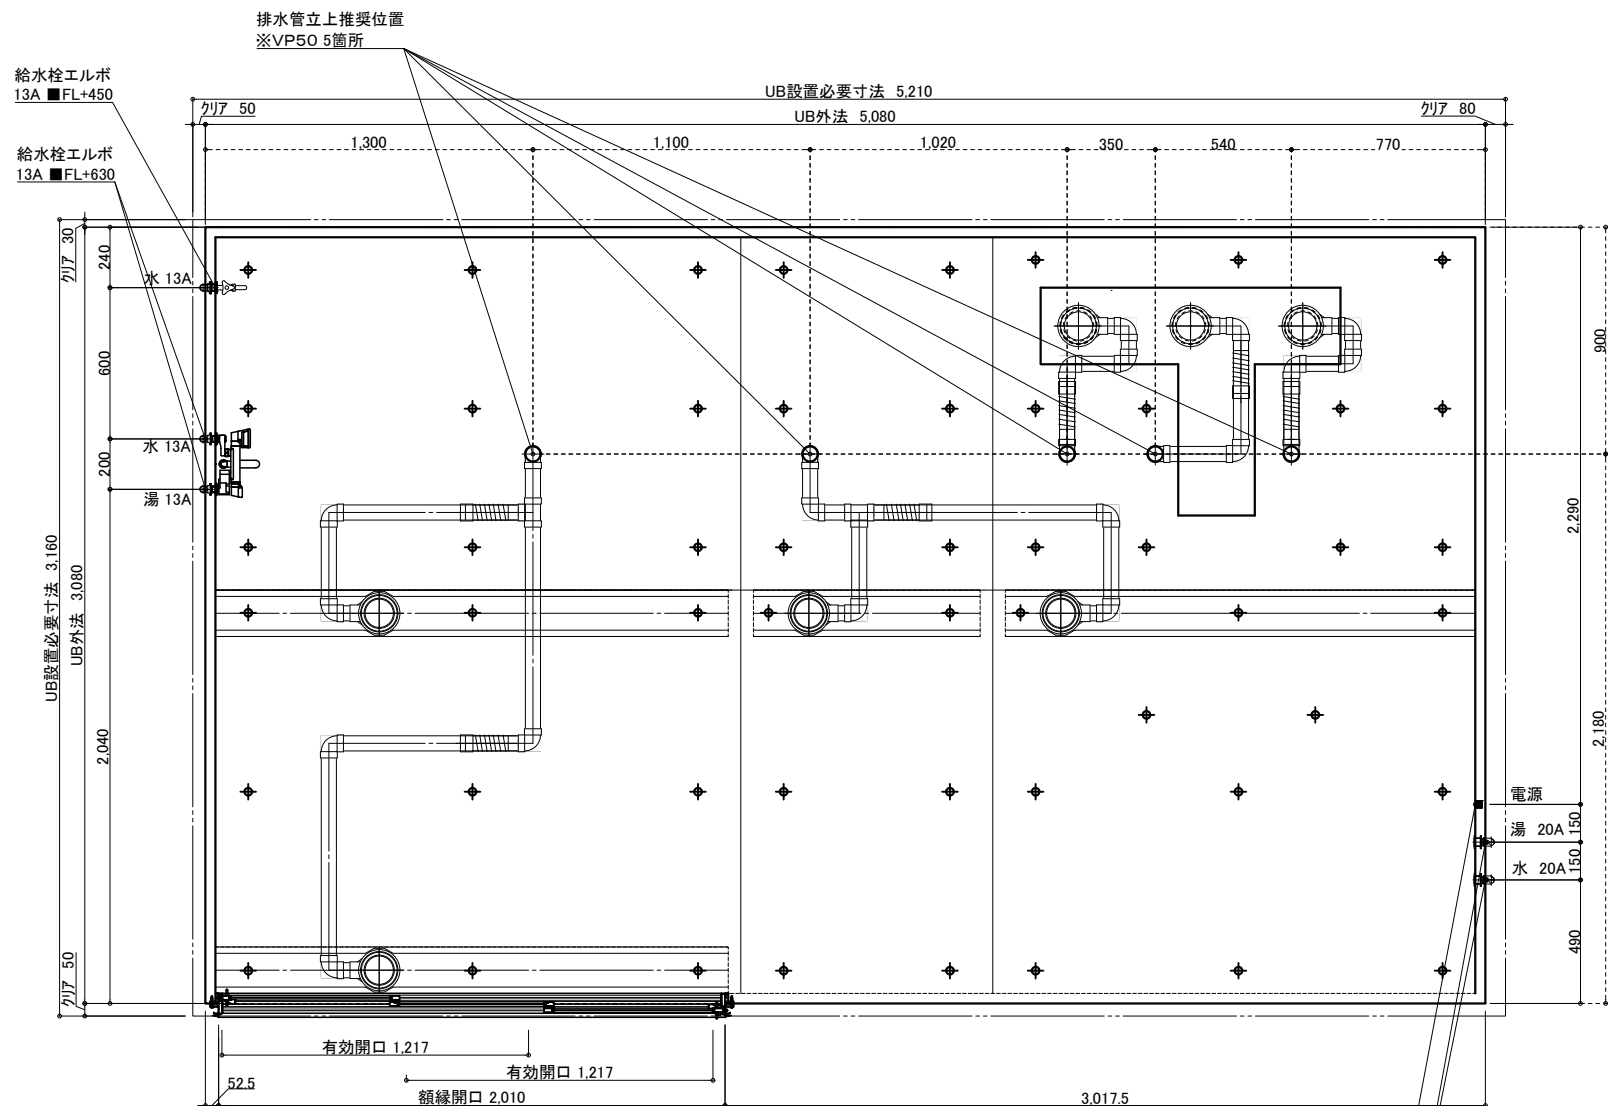 排水管立上推奨位置
※VP50 5箇所
給水栓エルボ
13A ■FL+450
UB設置必要寸法 5,210
クリア 50
UB外法 5,080
クリア 80
1,300
1,100
1,020
350
540
770
給水栓エルボ
13A ■FL+630
クリア 30
240
水 13A
600
900
水 13A
200
湯 13A
2,290
UB設置必要寸法 3,160
UB外法 3,080
2,040
2,180
電源
湯 20A
150
水 20A
150
490
クリア 50
有効開口 1,217
有効開口 1,217
52.5
額縁開口 2,010
3,017.5